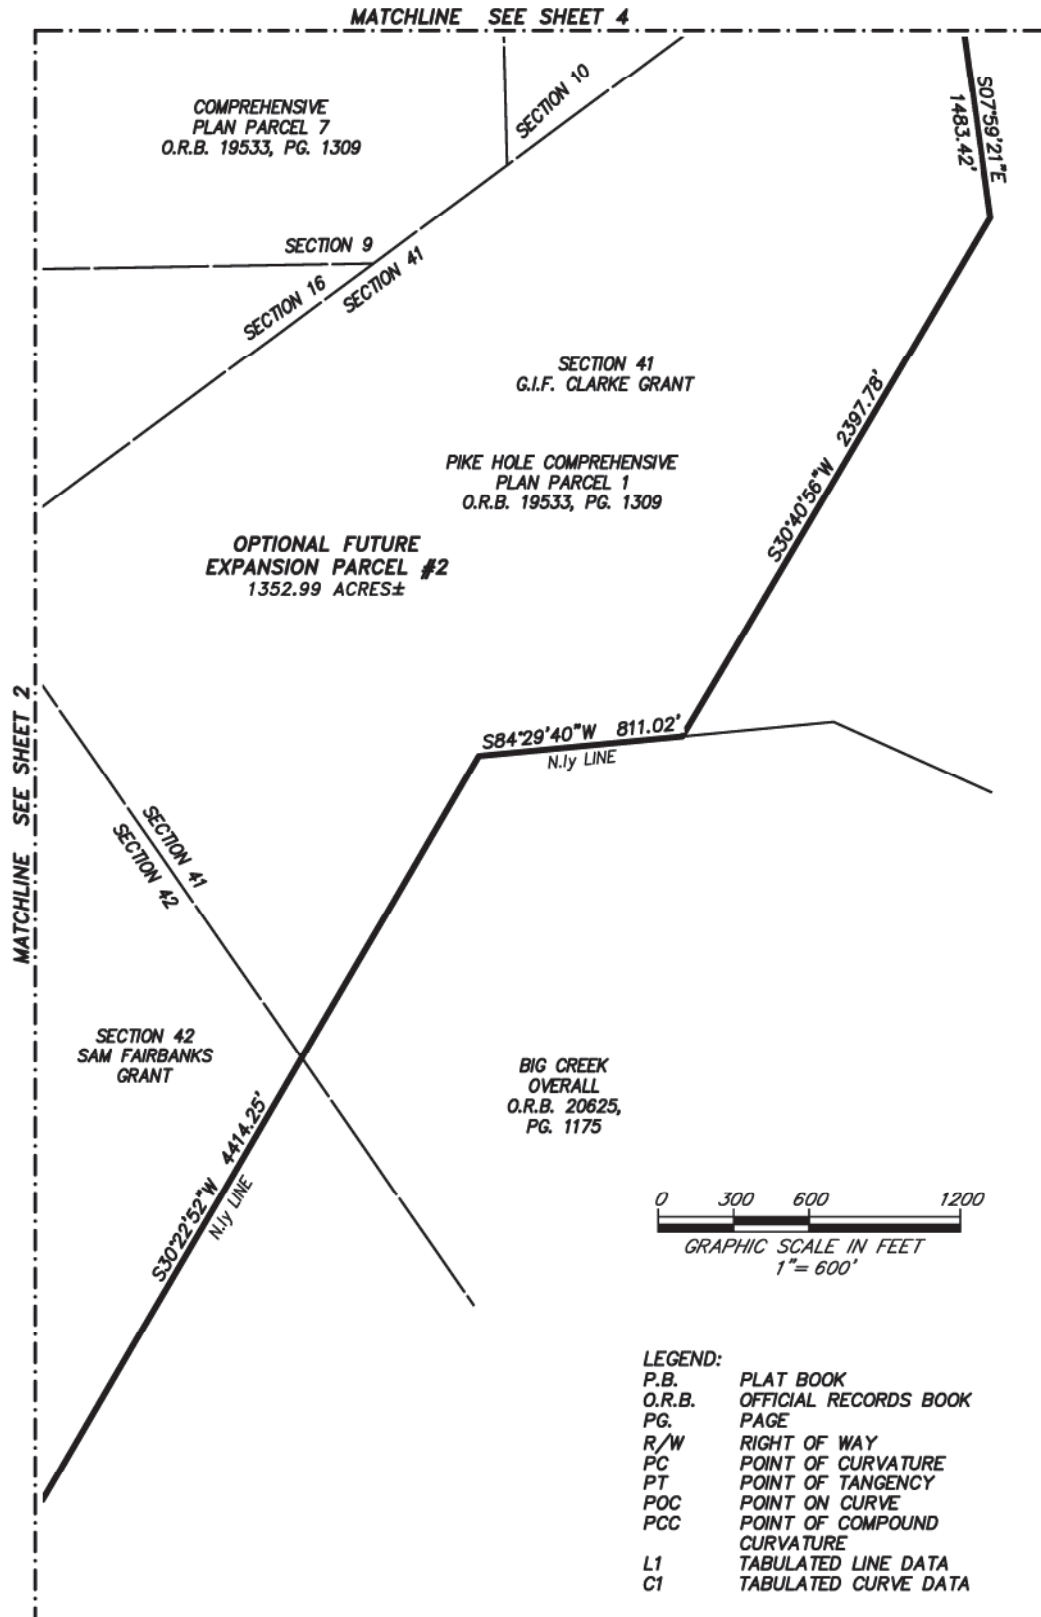 MATCHLINE SEE SHEET 4
COMPREHENSIVE
PLAN PARCEL 7
O.R.B. 19533, PG. 1309
SECTION 10
S07°59'21"E
1483.42'
SECTION 9
SECTION 16
SECTION 41
SECTION 41
G.I.F. CLARKE GRANT
PIKE HOLE COMPREHENSIVE
PLAN PARCEL 1
O.R.B. 19533, PG. 1309
S30°40'56"W 2397.78'
OPTIONAL FUTURE
EXPANSION PARCEL #2
1352.99 ACRES±
MATCHLINE SEE SHEET 2
S84°29'40"W 811.02'
N.ly LINE
SECTION 41
SECTION 42
SECTION 42
SAM FAIRBANKS
GRANT
BIG CREEK
OVERALL
O.R.B. 20625,
PG. 1175
S30°22'52"W 4414.25'
N.ly LINE
0 300 600 1200
GRAPHIC SCALE IN FEET
1"= 600'
LEGEND:
P.B. PLAT BOOK
O.R.B. OFFICIAL RECORDS BOOK
PG. PAGE
R/W RIGHT OF WAY
PC POINT OF CURVATURE
PT POINT OF TANGENCY
POC POINT ON CURVE
PCC POINT OF COMPOUND
CURVATURE
L1 TABULATED LINE DATA
C1 TABULATED CURVE DATA